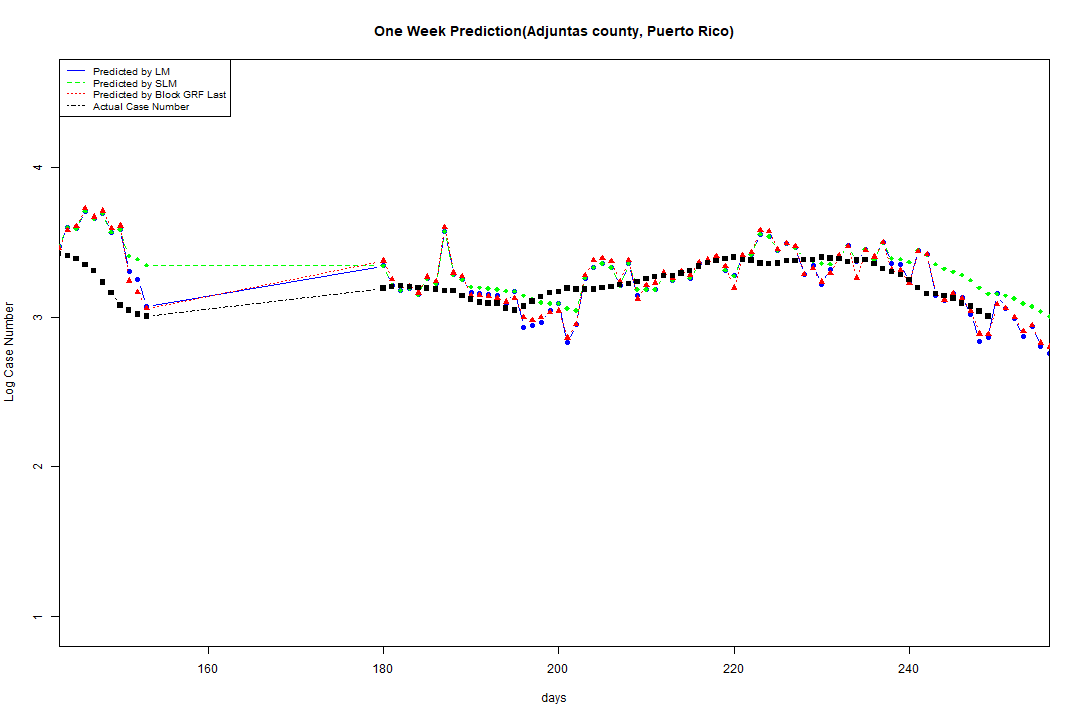 One Week Prediction(Adjuntas county, Puerto Rico)
Predicted by LM
Predicted by SLM
Predicted by Block GRF Last
Actual Case Number
Log Case Number
4
3
2
1
160
180
200
220
240
days